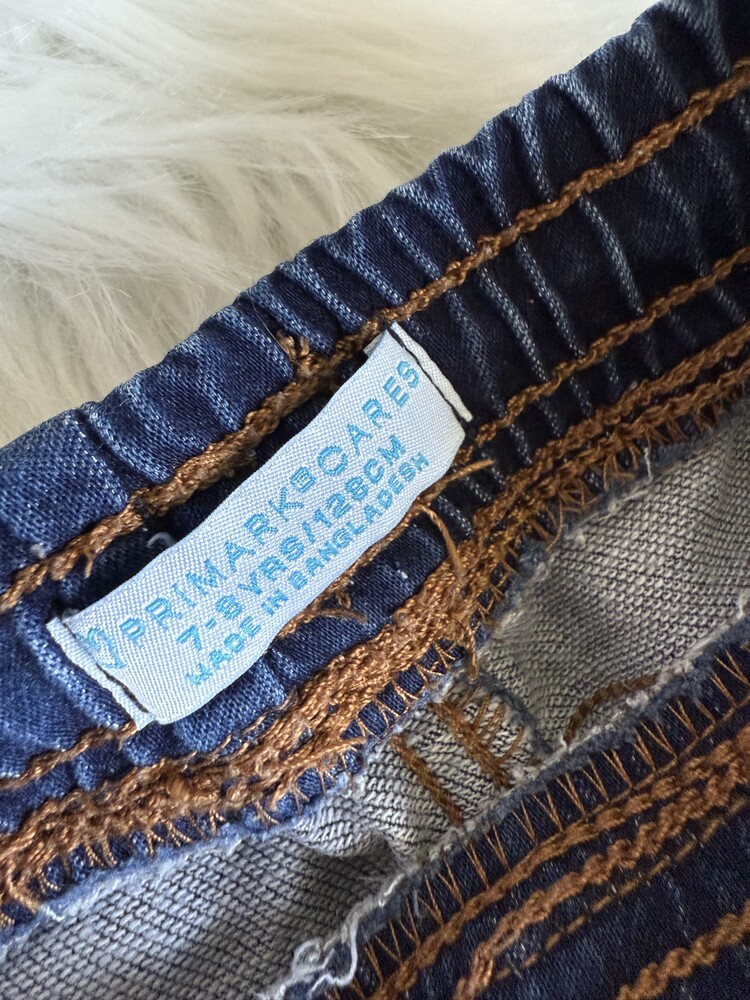 PRIMARK® CARES
7-8 YRS/128CM
MADE IN BANGLADESH